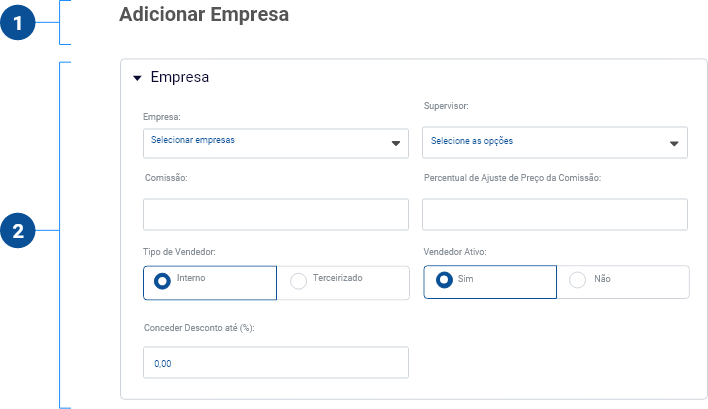 1
Adicionar Empresa
2
Empresa
Empresa:
Supervisor:
Selecionar empresas
Selecione as opções
Comissão:
Percentual de Ajuste de Preço da Comissão:
Tipo de Vendedor:
Vendedor Ativo:
Interno
Terceirizado
Sim
Não
Conceder Desconto até (%):
0,00